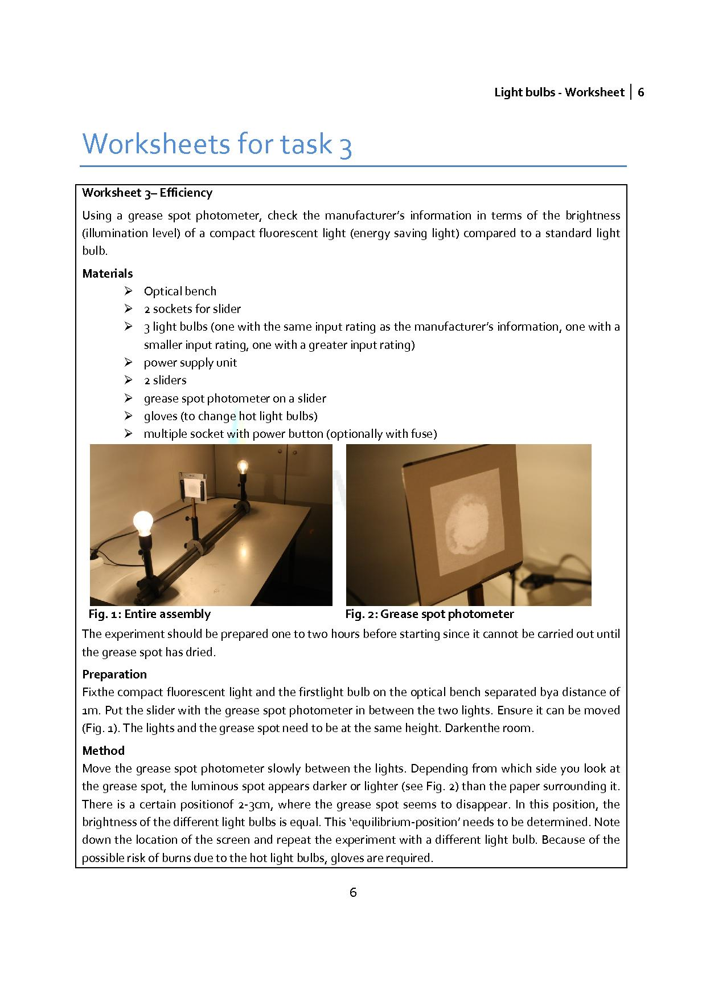 Light bulbs - Worksheet 6
Worksheets for task 3
Worksheet 3– Efficiency
Using a grease spot photometer, check the manufacturer’s information in terms of the brightness
(illumination level) of a compact fluorescent light (energy saving light) compared to a standard light
bulb.
Materials
➢ Optical bench
➢ 2 sockets for slider
➢ 3 light bulbs (one with the same input rating as the manufacturer’s information, one with a
smaller input rating, one with a greater input rating)
➢ power supply unit
➢ 2 sliders
➢ grease spot photometer on a slider
➢ gloves (to change hot light bulbs)
➢ multiple socket with power button (optionally with fuse)
Fig. 1: Entire assembly
Fig. 2: Grease spot photometer
The experiment should be prepared one to two hours before starting since it cannot be carried out until
the grease spot has dried.
Preparation
Fixthe compact fluorescent light and the firstlight bulb on the optical bench separated bya distance of
1m. Put the slider with the grease spot photometer in between the two lights. Ensure it can be moved
(Fig. 1). The lights and the grease spot need to be at the same height. Darkenthe room.
Method
Move the grease spot photometer slowly between the lights. Depending from which side you look at
the grease spot, the luminous spot appears darker or lighter (see Fig. 2) than the paper surrounding it.
There is a certain positionof 2-3cm, where the grease spot seems to disappear. In this position, the
brightness of the different light bulbs is equal. This ‘equilibrium-position’ needs to be determined. Note
down the location of the screen and repeat the experiment with a different light bulb. Because of the
possible risk of burns due to the hot light bulbs, gloves are required.
6